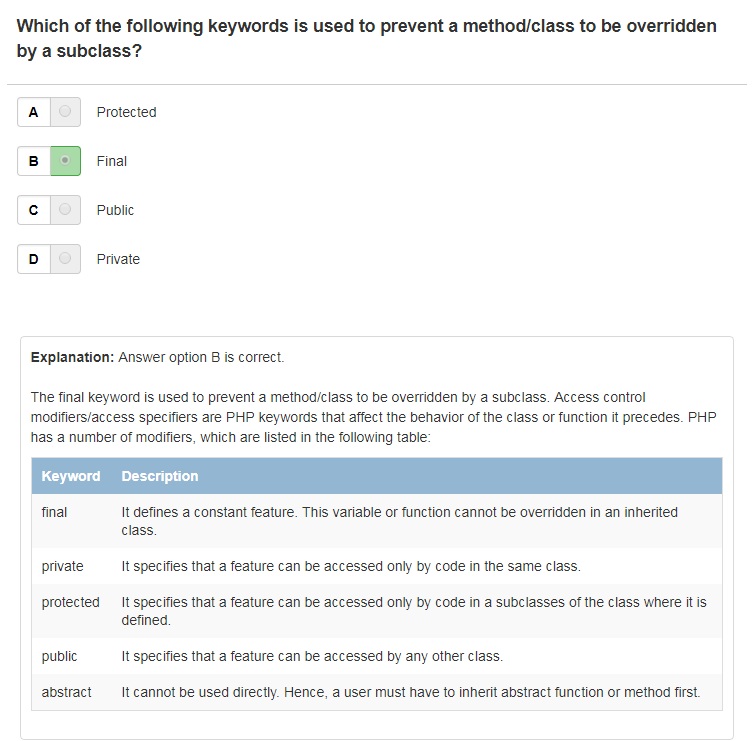 Which of the following keywords is used to prevent a method/class to be overridden
by a subclass?
A Protected
B Final
C Public
D Private
Explanation: Answer option B is correct.
The final keyword is used to prevent a method/class to be overridden by a subclass. Access control
modifiers/access specifiers are PHP keywords that affect the behavior of the class or function it precedes. PHP
has a number of modifiers, which are listed in the following table:
Keyword Description
final It defines a constant feature. This variable or function cannot be overridden in an inherited
class.
private It specifies that a feature can be accessed only by code in the same class.
protected It specifies that a feature can be accessed only by code in a subclasses of the class where it is
defined.
public It specifies that a feature can be accessed by any other class.
abstract It cannot be used directly. Hence, a user must have to inherit abstract function or method first.